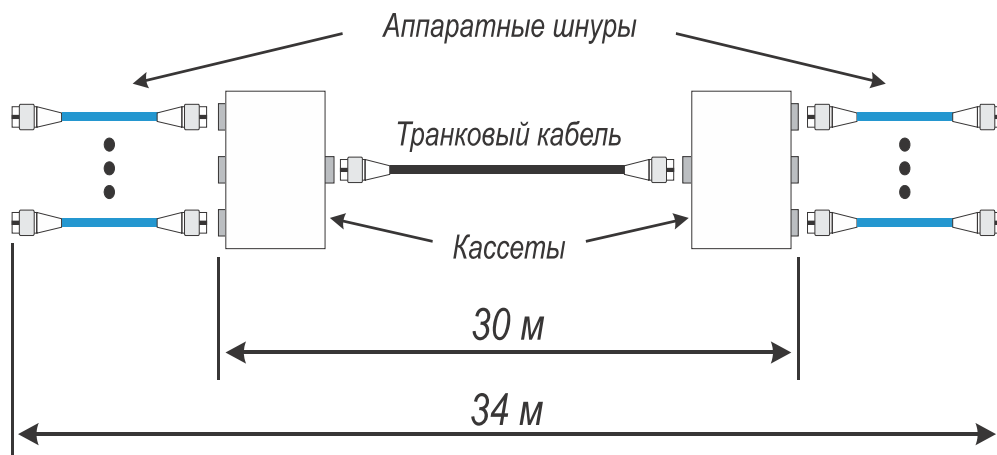 Аппаратные шнуры
Транковый кабель
Кассеты
30 м
34 м